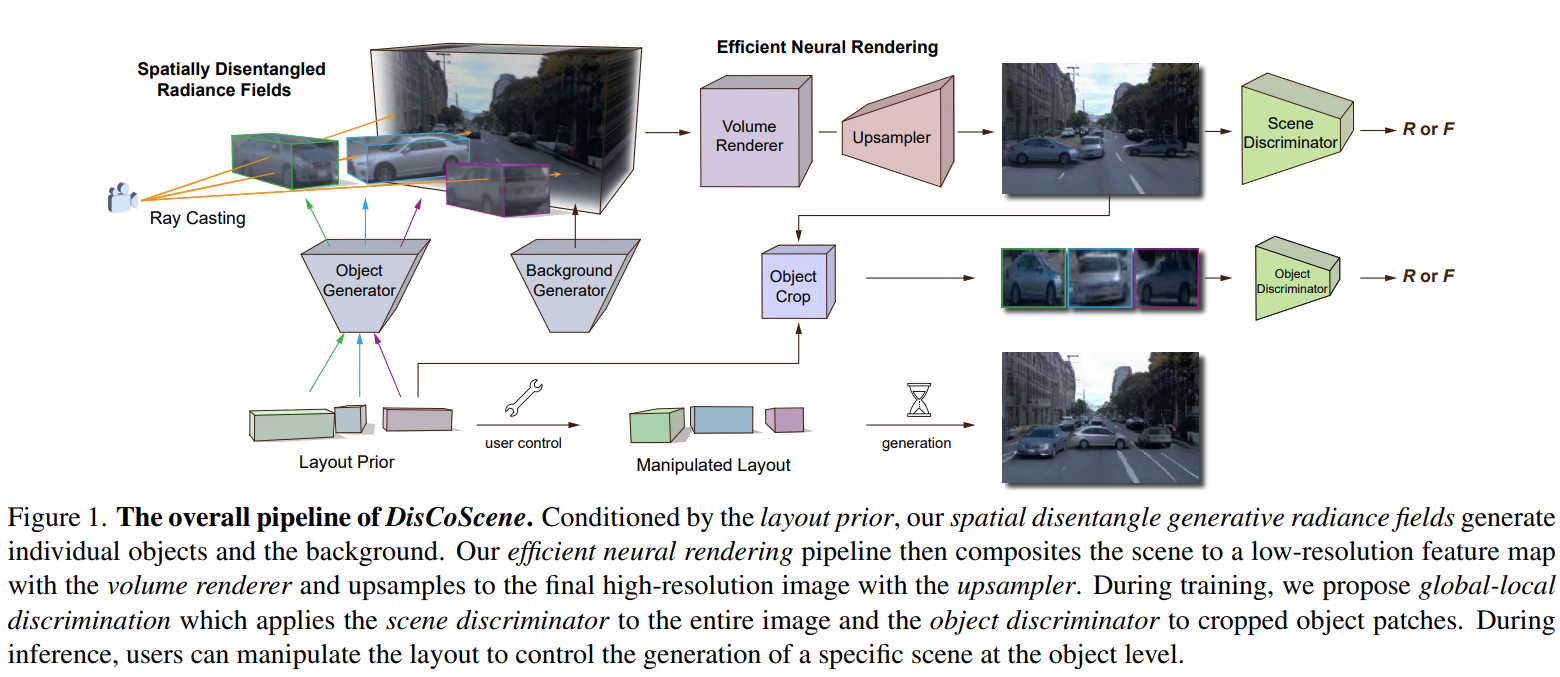 Efficient Neural Rendering
Spatially Disentangled
Radiance Fields
Volume
Renderer
Upsampler
Scene
Discriminator
R or F
Ray Casting
Object
Generator
Background
Generator
Object
Crop
Object
Discriminator
R or F
user control
generation
Layout Prior
Manipulated Layout
Figure 1. The overall pipeline of DisCoScene. Conditioned by the layout prior, our spatial disentangle generative radiance fields generate
individual objects and the background. Our efficient neural rendering pipeline then composites the scene to a low-resolution feature map
with the volume renderer and upsamples to the final high-resolution image with the upsampler. During training, we propose global-local
discrimination which applies the scene discriminator to the entire image and the object discriminator to cropped object patches. During
inference, users can manipulate the layout to control the generation of a specific scene at the object level.